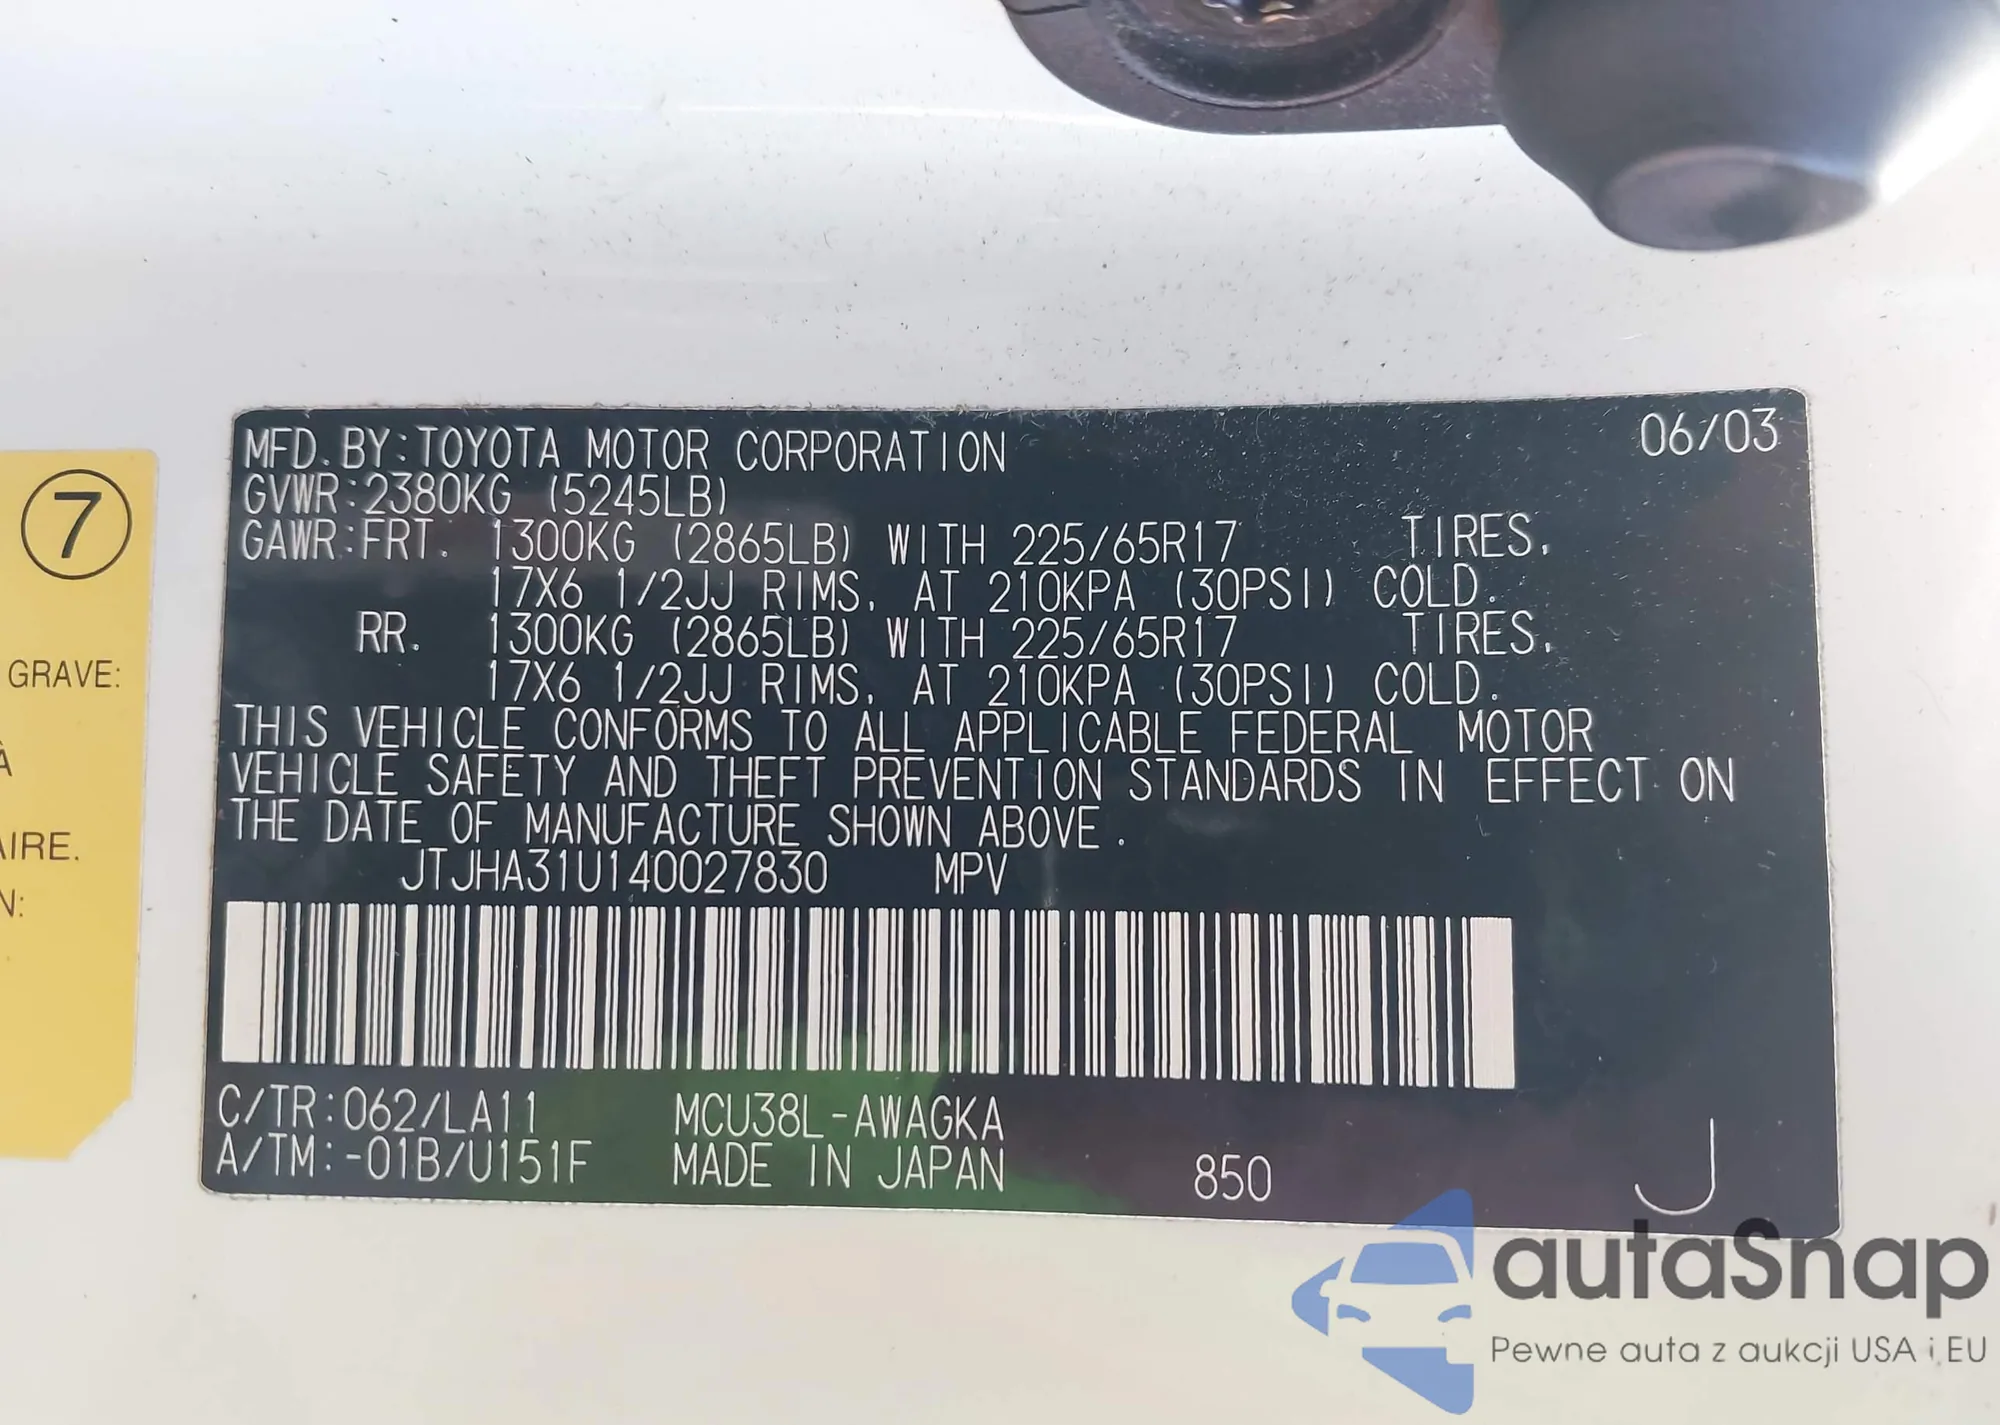 MFD.BY:TOYOTA MOTOR CORPORATION 06/03
GVWR:2380KG (5245LB)
GAWR:FRT. 1300KG (2865LB) WITH 225/65R17 TIRES,
17X6 1/2JJ RIMS, AT 210KPA (30PSI) COLD.
RR. 1300KG (2865LB) WITH 225/65R17 TIRES,
17X6 1/2JJ RIMS, AT 210KPA (30PSI) COLD.
THIS VEHICLE CONFORMS TO ALL APPLICABLE FEDERAL MOTOR
VEHICLE SAFETY AND THEFT PREVENTION STANDARDS IN EFFECT ON
THE DATE OF MANUFACTURE SHOWN ABOVE.
JTJHA31U140027830 MPV
C/TR:062/LA11 MCU38L-AWAGKA
A/TM:-01B/U151F MADE IN JAPAN 850 J
7
GRAVE:
À
AIRE.
N:
autaSnap
Pewne auta z aukcji USA i EU